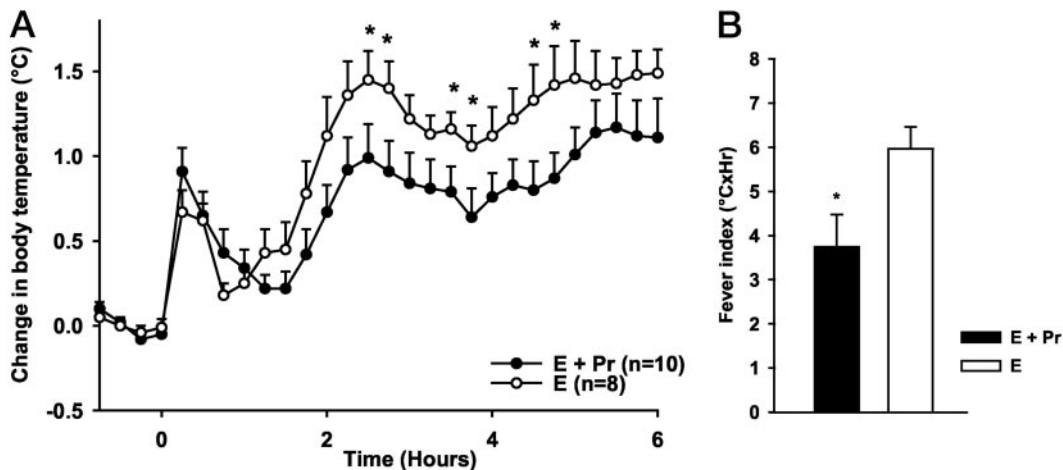 A
Change in body temperature (°C)
1.5
1.0
0.5
0.0
-0.5
* * * * * *
E + Pr (n=10)
E (n=8)
0 2 4 6
Time (Hours)
B
Fever index (°CxHr)
8
7
6
5
4
3
2
1
0
*
E + Pr
E